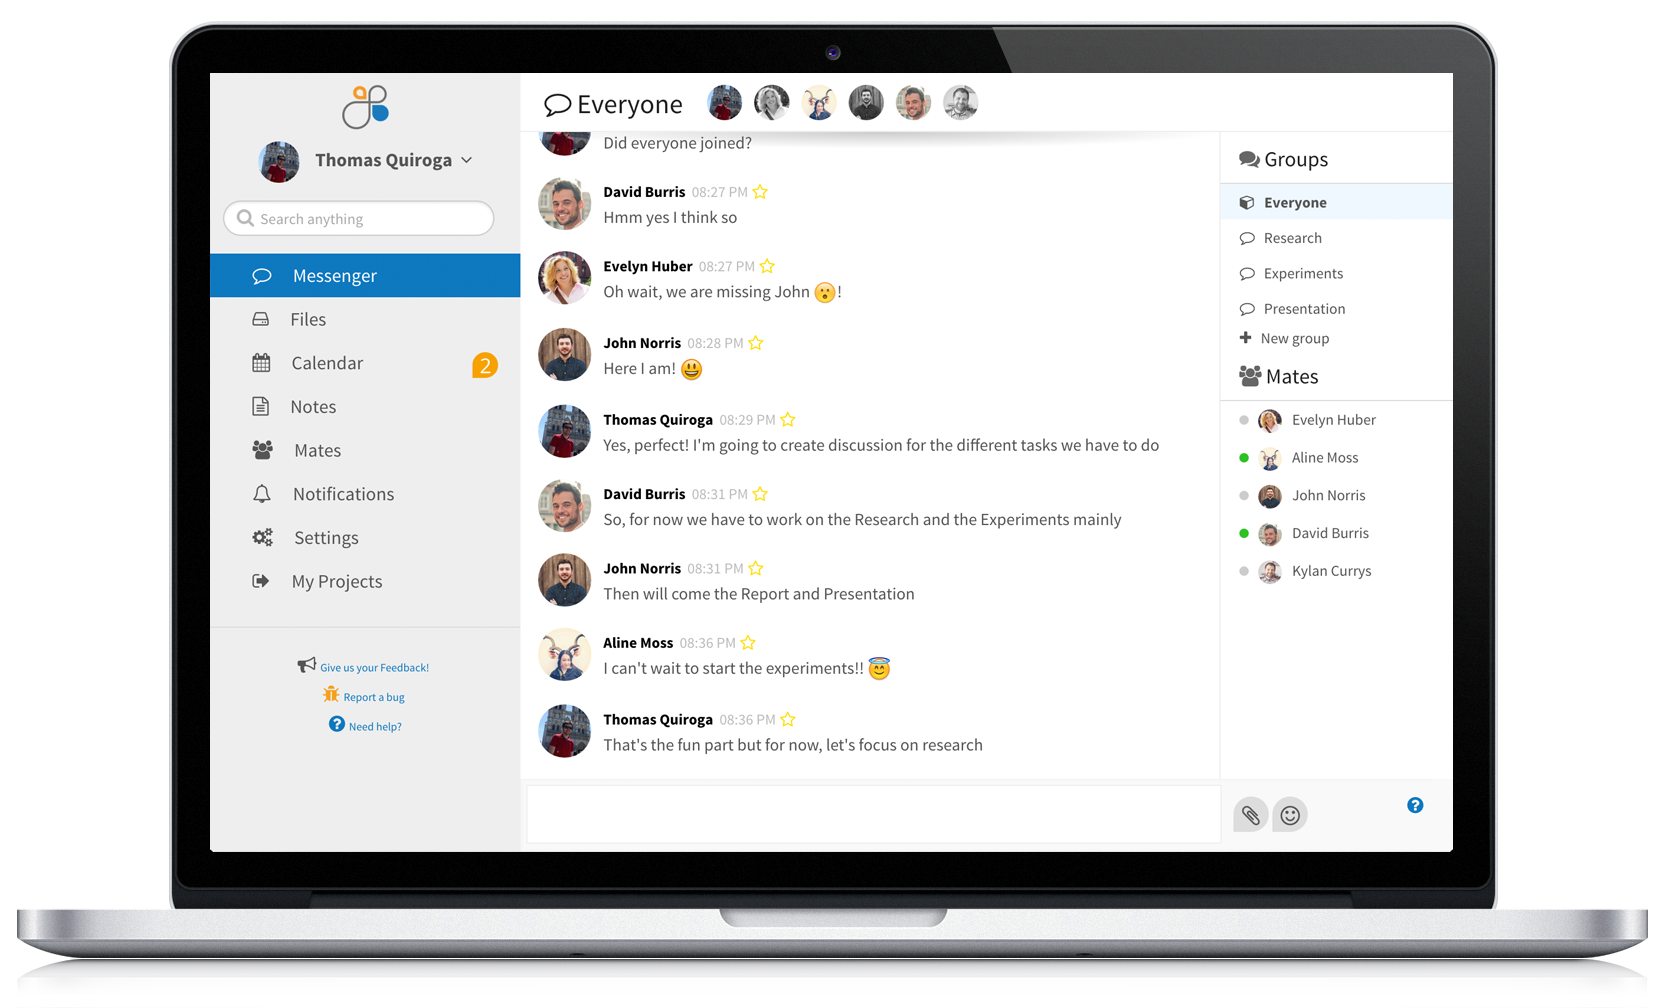 Thomas Quiroga
Search anything
Messenger
Files
Calendar
2
Notes
Mates
Notifications
Settings
My Projects
Give us your Feedback!
Report a bug
Need help?
Everyone
Did everyone joined?
David Burris 08:27 PM
Hmm yes I think so
Evelyn Huber 08:27 PM
Oh wait, we are missing John 😮!
John Norris 08:28 PM
Here I am! 😃
Thomas Quiroga 08:29 PM
Yes, perfect! I'm going to create discussion for the different tasks we have to do
David Burris 08:31 PM
So, for now we have to work on the Research and the Experiments mainly
John Norris 08:31 PM
Then will come the Report and Presentation
Aline Moss 08:36 PM
I can't wait to start the experiments!! 😇
Thomas Quiroga 08:36 PM
That's the fun part but for now, let's focus on research
Groups
Everyone
Research
Experiments
Presentation
New group
Mates
Evelyn Huber
Aline Moss
John Norris
David Burris
Kylan Currys